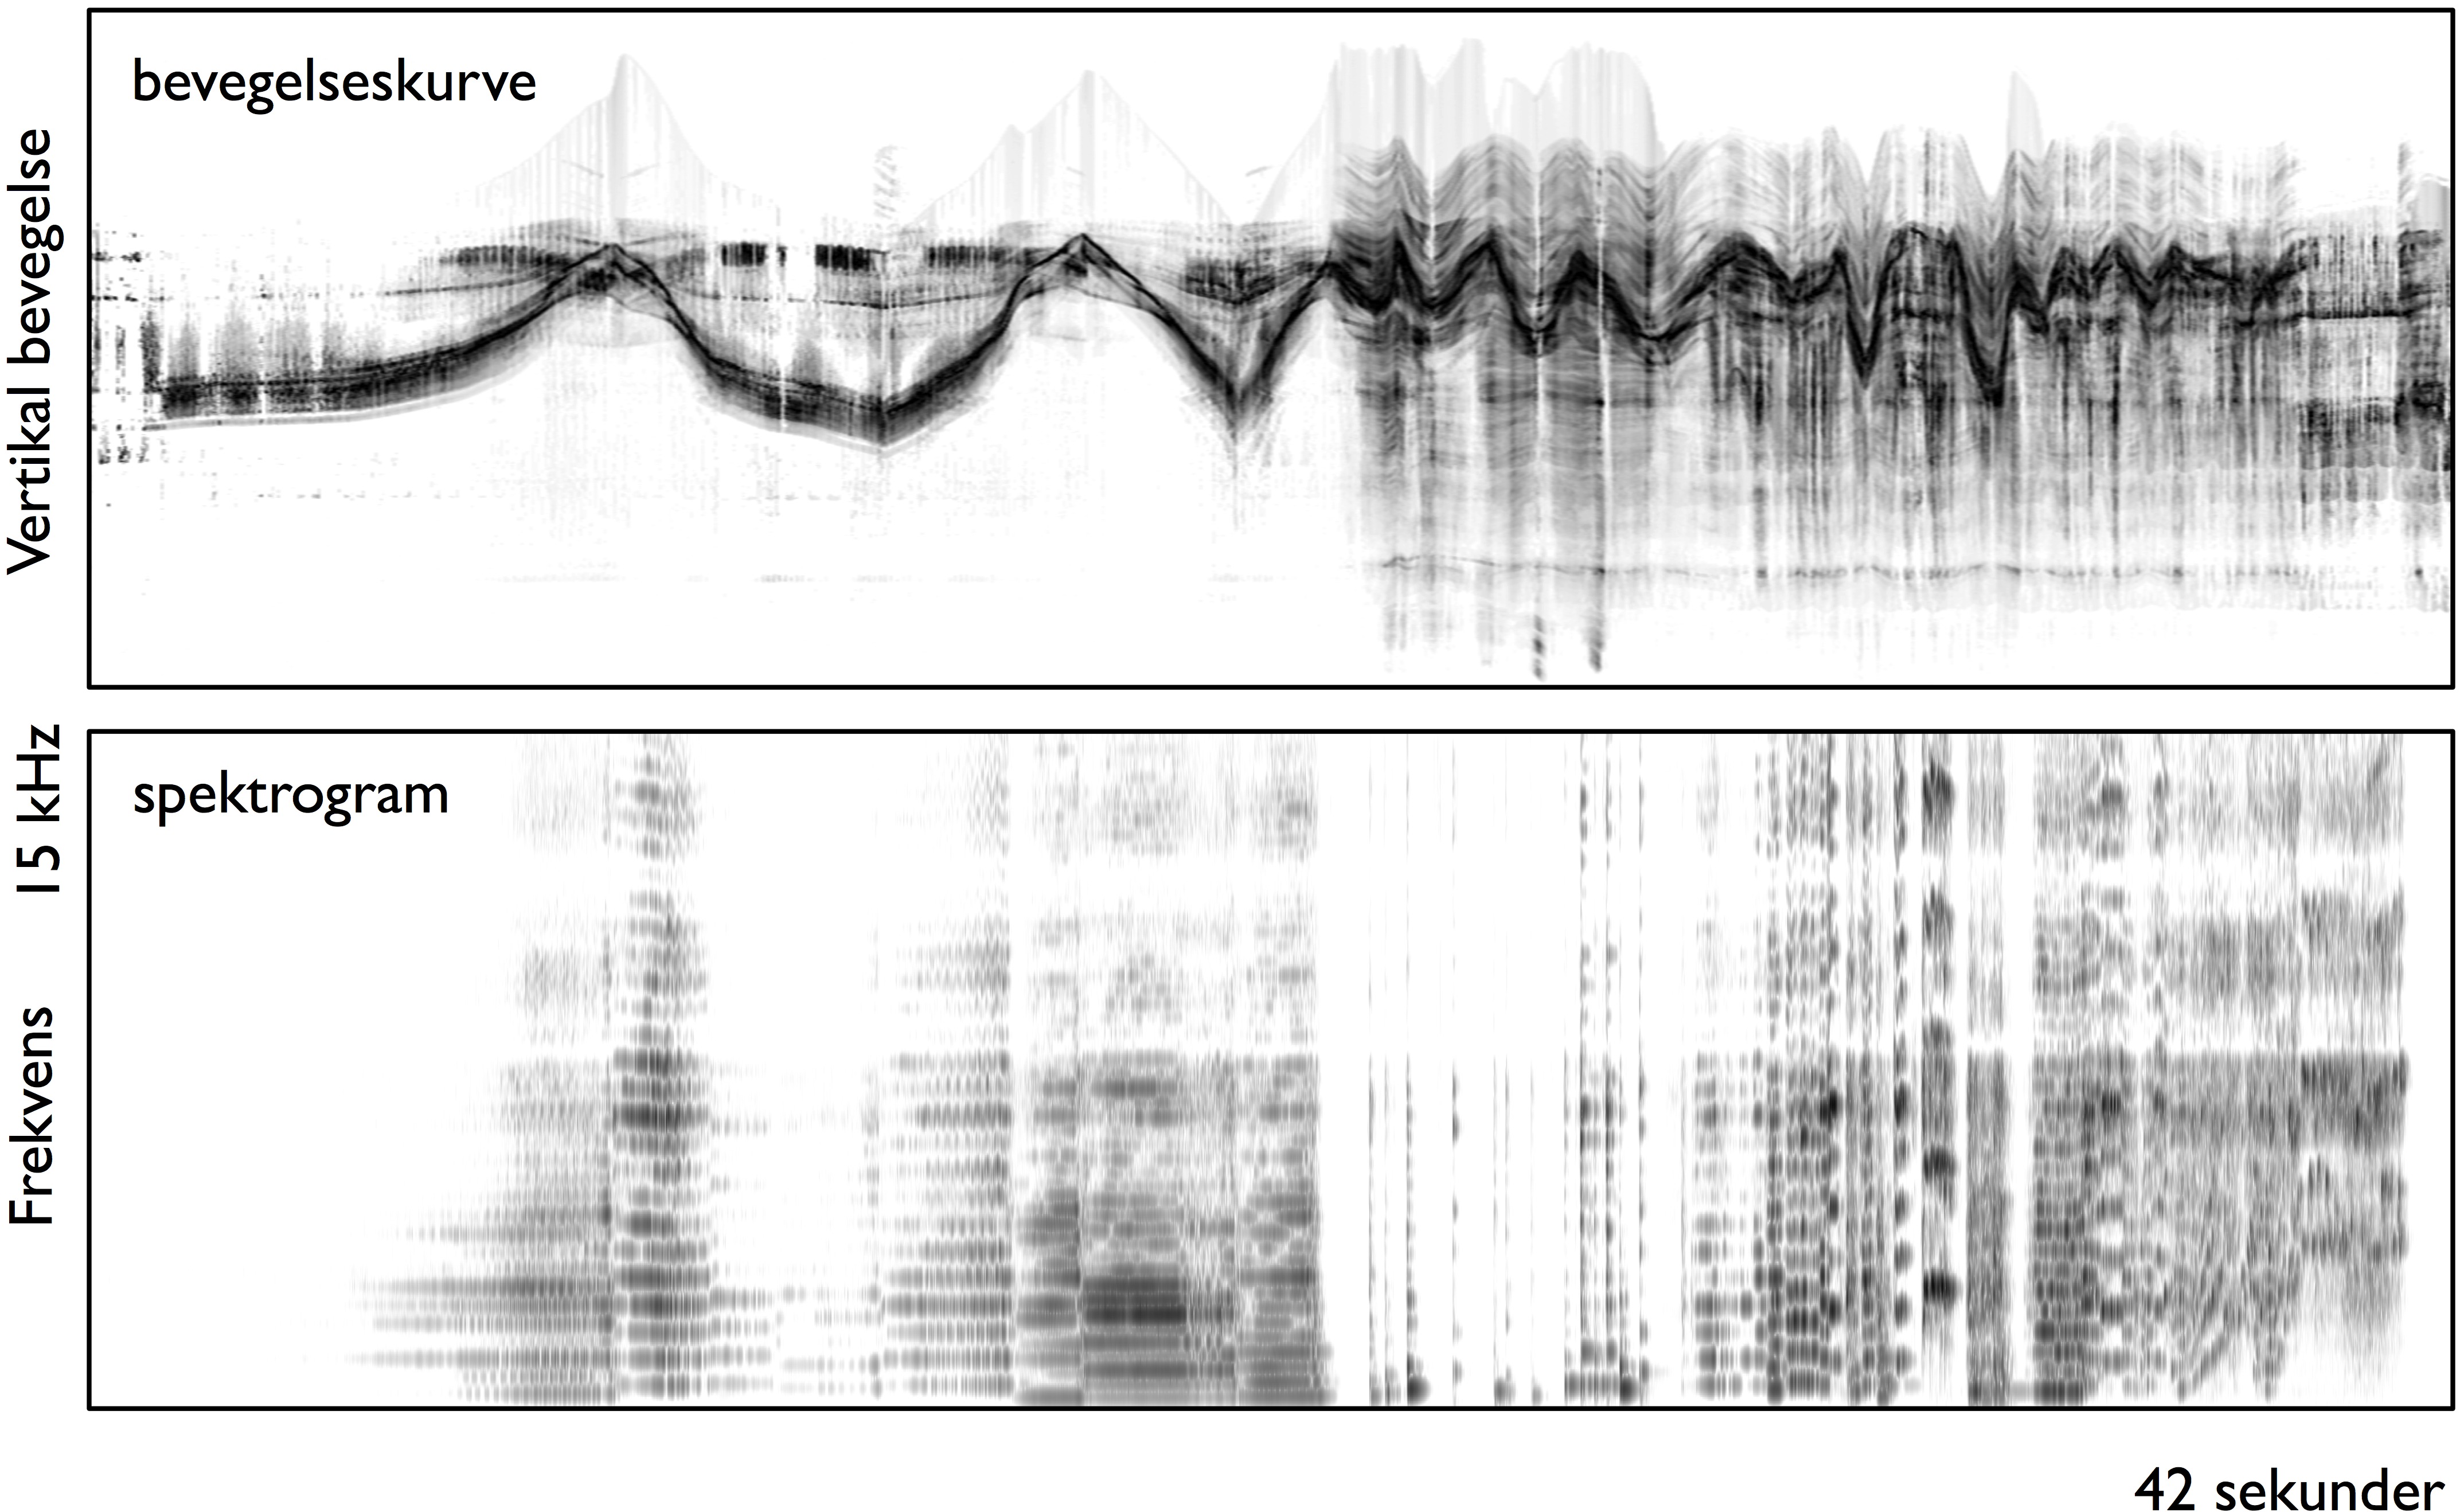 bevegelseskurve
Vertikal bevegelse
spektrogram
Frekvens 15 kHz
42 sekunder